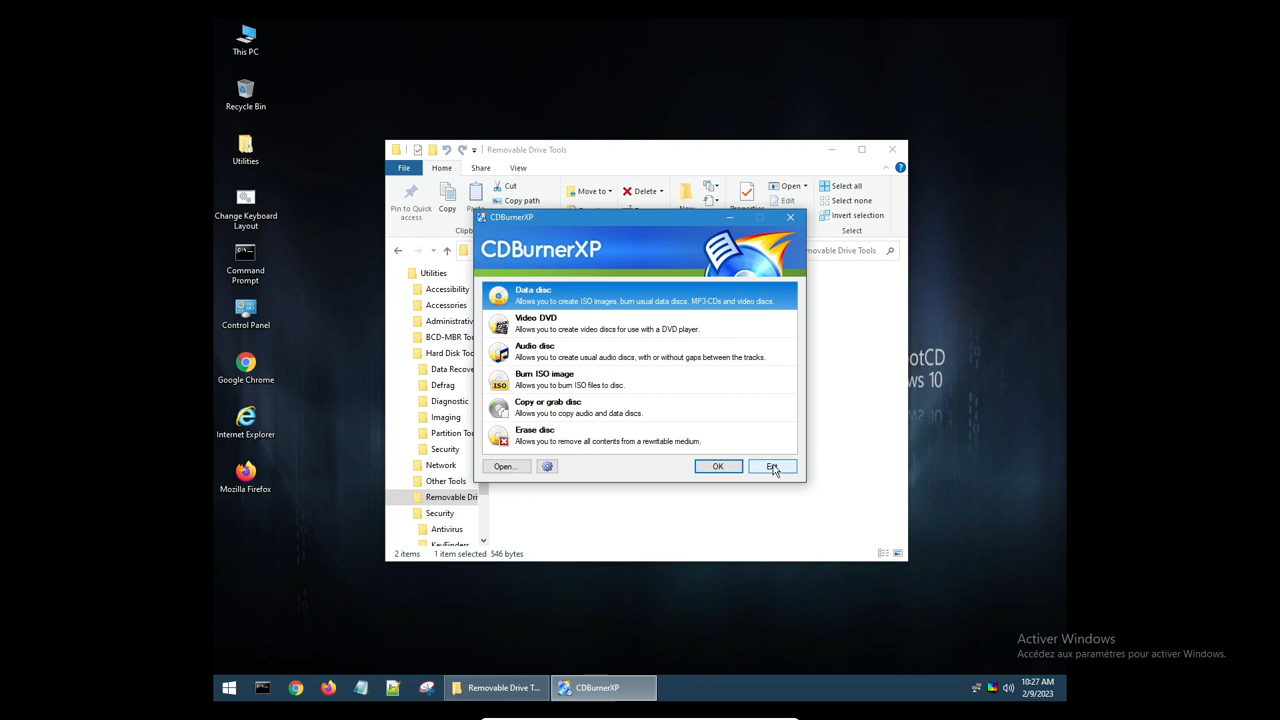 This PC
Recycle Bin
Utilities
Change Keyboard
Layout
Command
Prompt
Control Panel
Google Chrome
Internet Explorer
Mozilla Firefox
Removable Drive Tools
File
Home
Share
View
Pin to Quick
access
Copy
Cut
Copy path
Move to
Delete
Open
Edit
Select all
Select none
Invert selection
Select
CDBurnerXP
CDBurnerXP
Data disc
Allows you to create ISO images, burn usual data discs, MP3-CDs and video discs.
Video DVD
Allows you to create video discs for use with a DVD player.
Audio disc
Allows you to create usual audio discs, with or without gaps between the tracks.
Burn ISO image
Allows you to burn ISO files to disc.
Copy or grab disc
Allows you to copy audio and data discs.
Erase disc
Allows you to remove all contents from a rewritable medium.
Open...
OK
movable Drive Tools
Utilities
Accessibility
Accessories
Administrativ
BCD-MBR Too
Hard Disk Too
Data Recove
Defrag
Diagnostic
Imaging
Partition Too
Security
Network
Other Tools
Removable Dri
Security
Antivirus
KeyFinders
2 items 1 item selected 546 bytes
otCD
ws 10
Activer Windows
Accédez aux paramètres pour activer Windows.
Removable Drive T...
CDBurnerXP
10:27 AM
2/9/2023